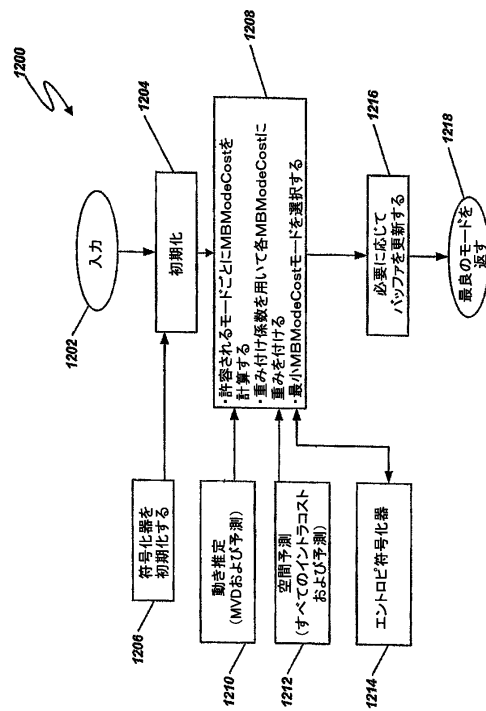 1200
1202
入力
1204
初期化
1206
符号化器を
初期化する
1208
・許容されるモードごとにMBModeCostを
計算する
・重み付け係数を用いて各MBModeCostに
重みを付ける
・最小MBModeCostモードを選択する
1210
動き推定
(MVDおよび予測)
1212
空間予測
(すべてのイントラコスト
および予測)
1214
エントロピ符号化器
1216
必要に応じて
バッファを更新する
1218
最良のモードを
返す